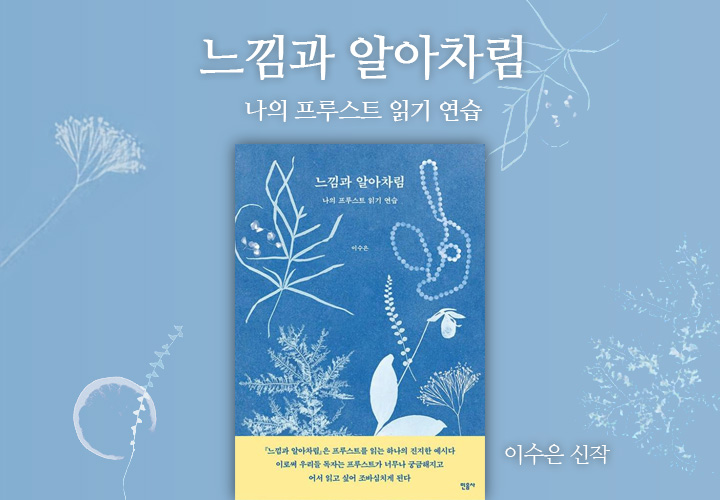 느낌과 알아차림
나의 프루스트 읽기 연습
느낌과 알아차림
나의 프루스트 읽기 연습
이수은
『느낌과 알아차림』은 프루스트를 읽는 하나의 진지한 예시다
이로써 우리들 독자는 프루스트가 너무나 궁금해지고
어서 읽고 싶어 조바심치게 된다
민음사
이수은 신작